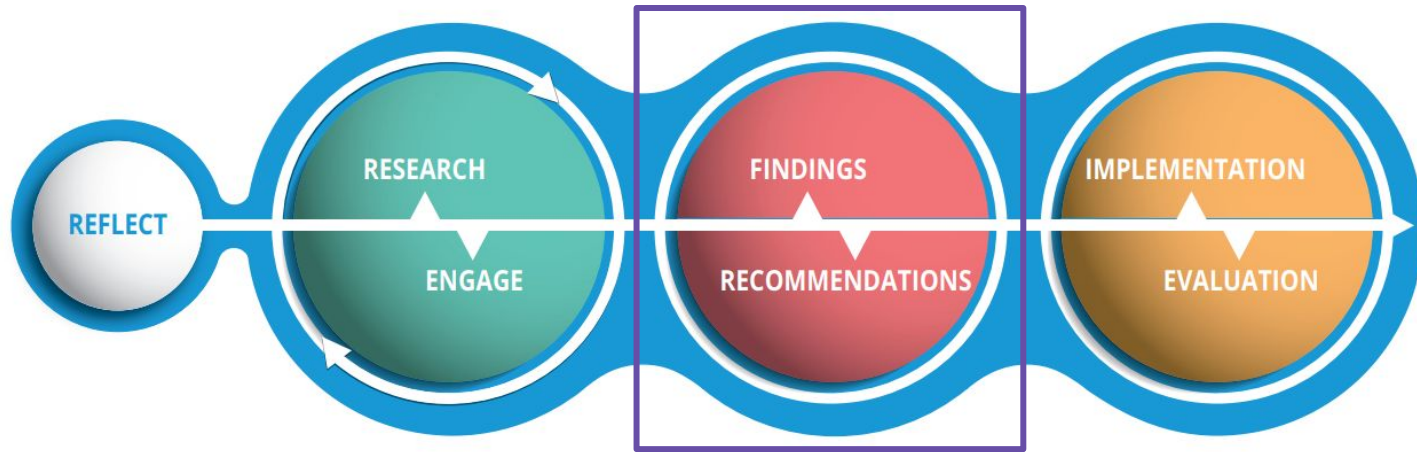 REFLECT
RESEARCH
ENGAGE
FINDINGS
RECOMMENDATIONS
IMPLEMENTATION
EVALUATION